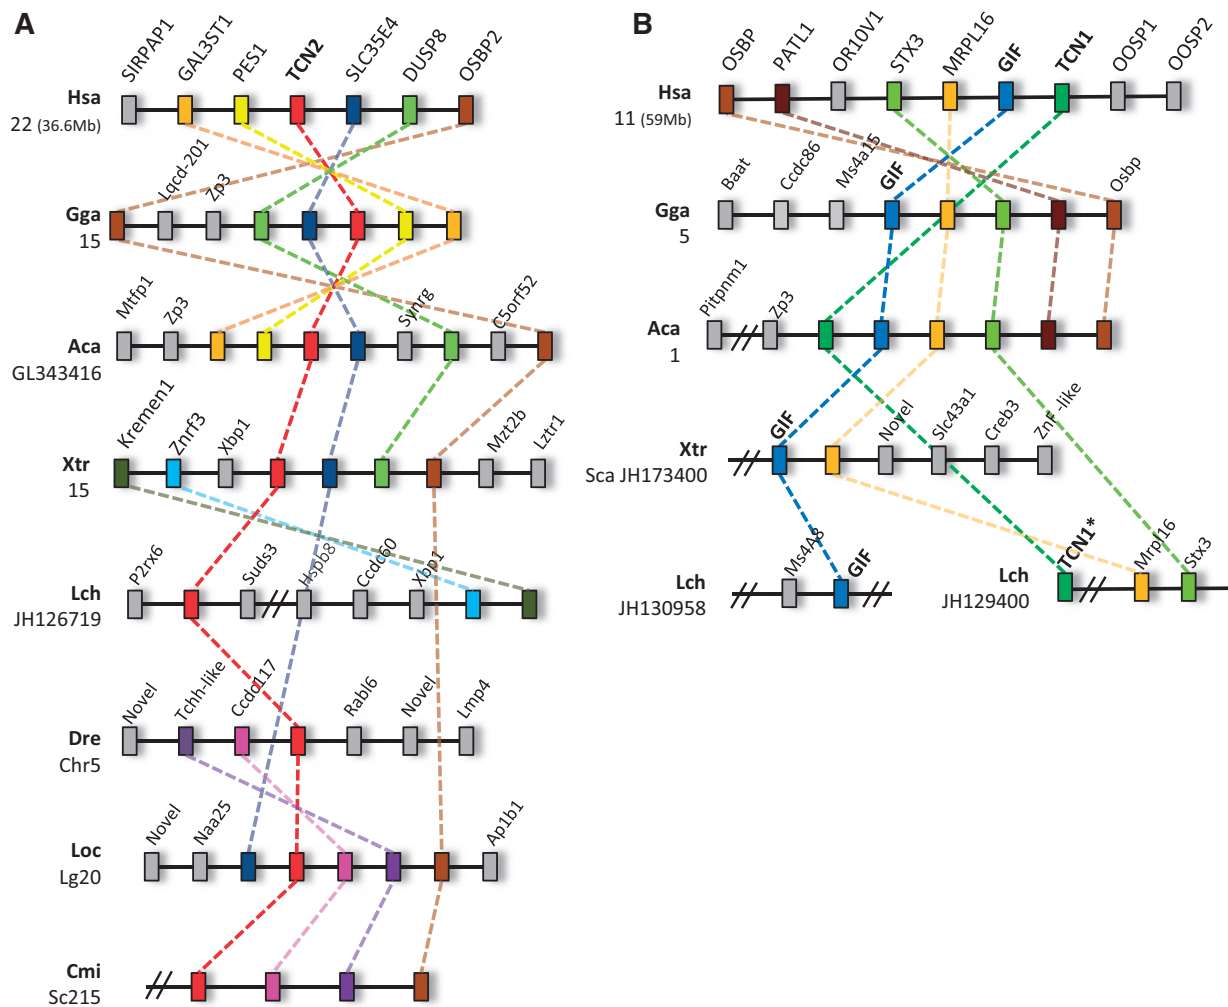 A
SIRPAP1
GAL3ST1
PES1
TCN2
SLC35E4
DUSP8
OSBP2
Hsa
22 (36.6Mb)
Lqcd-201
Zp3
Gga
15
Mtfp1
Zp3
Synrg
C5orf52
Aca
GL343416
Kremen1
Znrf3
Xbp1
Mzt2b
Lztr1
Xtr
15
P2rx6
Suds3
Hspb8
Ccdc60
Xbp1
Lch
JH126719
Novel
Tchh-like
Ccdc117
Rabl6
Novel
Lmp4
Dre
Chr5
Novel
Naa25
Ap1b1
Loc
Lg20
Cmi
Sc215
B
OSBP
PATL1
OR10V1
STX3
MRPL16
GIF
TCN1
OOSP1
OOSP2
Hsa
11 (59Mb)
Baat
Ccdc86
Ms4a15
GIF
Osbp
Gga
5
Pitpnm1
Zp3
Aca
1
GIF
Novel
Slc43a1
Creb3
ZnF-like
Xtr
Sca JH173400
Ms4A8
GIF
Lch
JH130958
TCN1*
Mrpl16
Stx3
Lch
JH129400